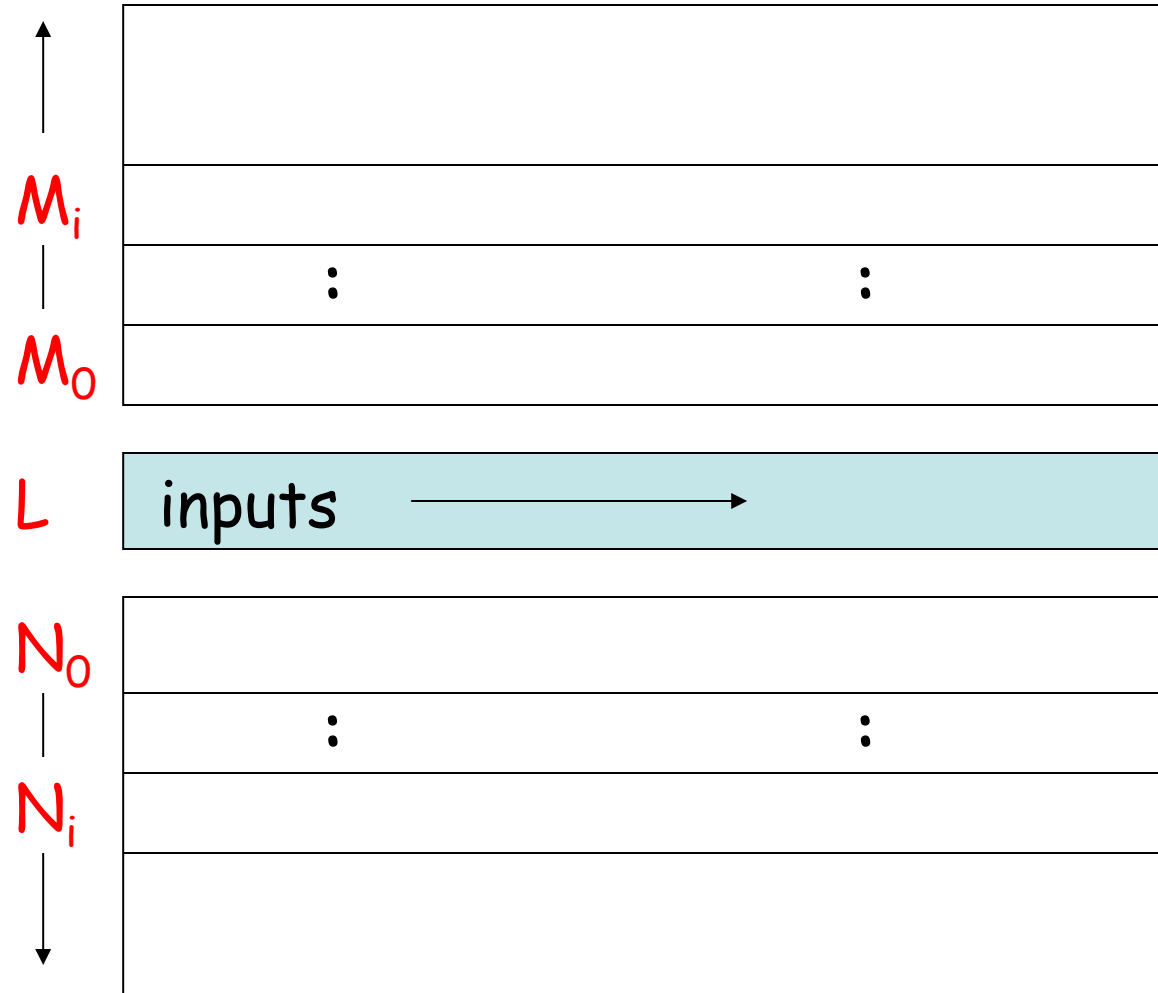 Mᵢ
: :
M₀
L inputs
N₀
: :
Nᵢ